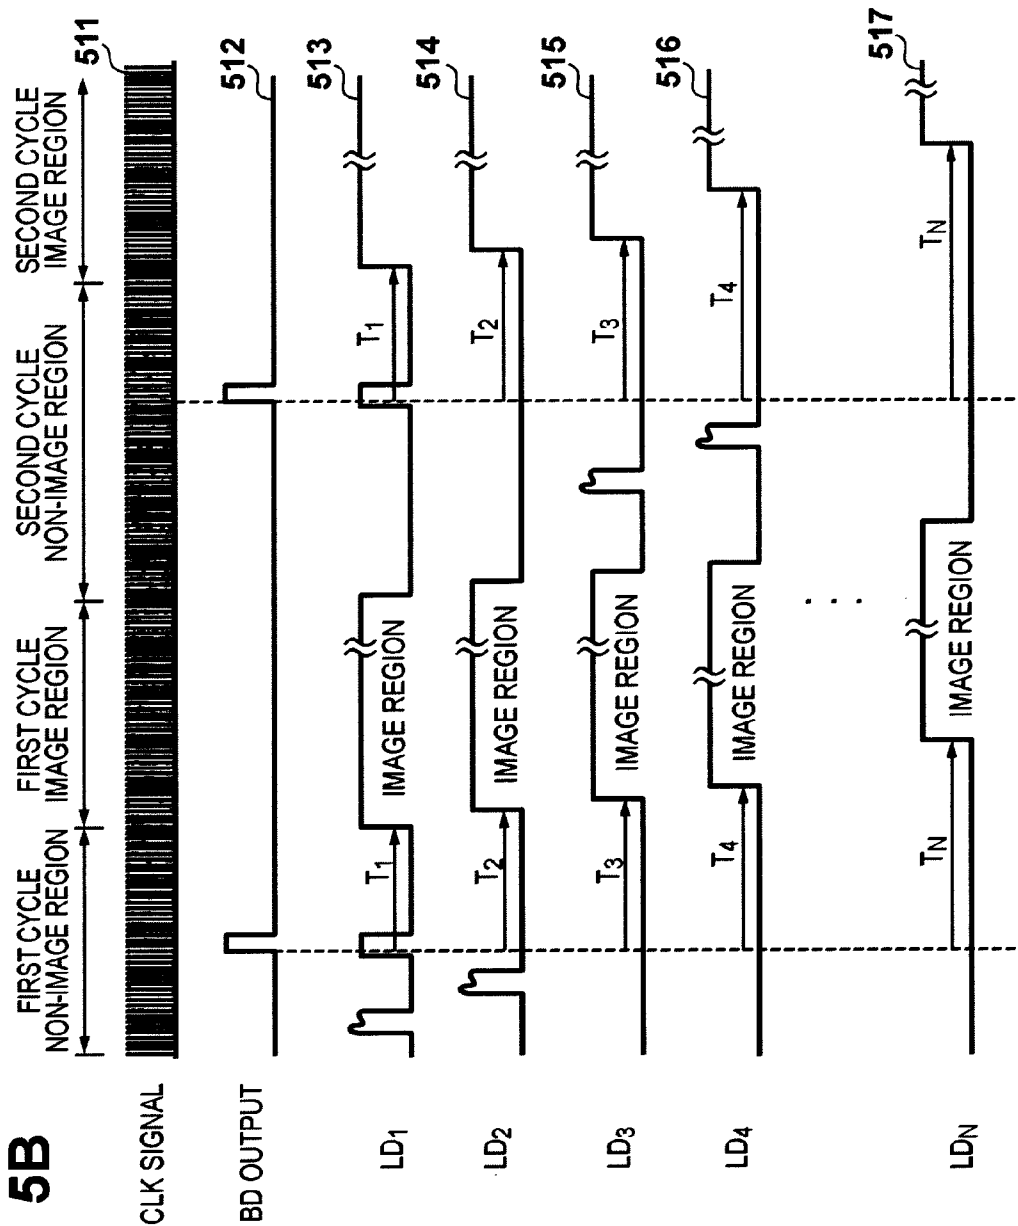 5B
FIRST CYCLE
NON-IMAGE REGION
FIRST CYCLE
IMAGE REGION
SECOND CYCLE
NON-IMAGE REGION
SECOND CYCLE
IMAGE REGION
CLK SIGNAL
511
BD OUTPUT
512
LD1
T1
IMAGE REGION
T1
513
LD2
T2
IMAGE REGION
T2
514
LD3
T3
IMAGE REGION
T3
515
LD4
T4
IMAGE REGION
T4
516
. . .
LDN
TN
IMAGE REGION
TN
517